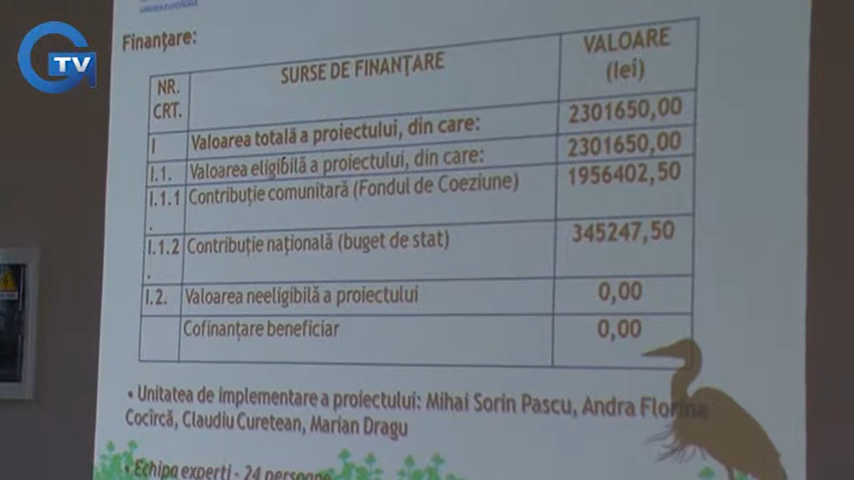 GTV
Finanțare:
NR. CRT. SURSE DE FINANȚARE VALOARE (lei)
I Valoarea totală a proiectului, din care: 2301650,00
I.1. Valoarea eligibilă a proiectului, din care: 2301650,00
I.1.1. Contribuție comunitară (Fondul de Coeziune) 1956402,50
I.1.2. Contribuție națională (buget de stat) 345247,50
I.2. Valoarea neeligibilă a proiectului 0,00
Cofinanțare beneficiar 0,00
• Unitatea de implementare a proiectului: Mihai Sorin Pascu, Andra Florina
Cocîrcă, Claudiu Curetean, Marian Dragu
• Echipa experți - 24 persoane